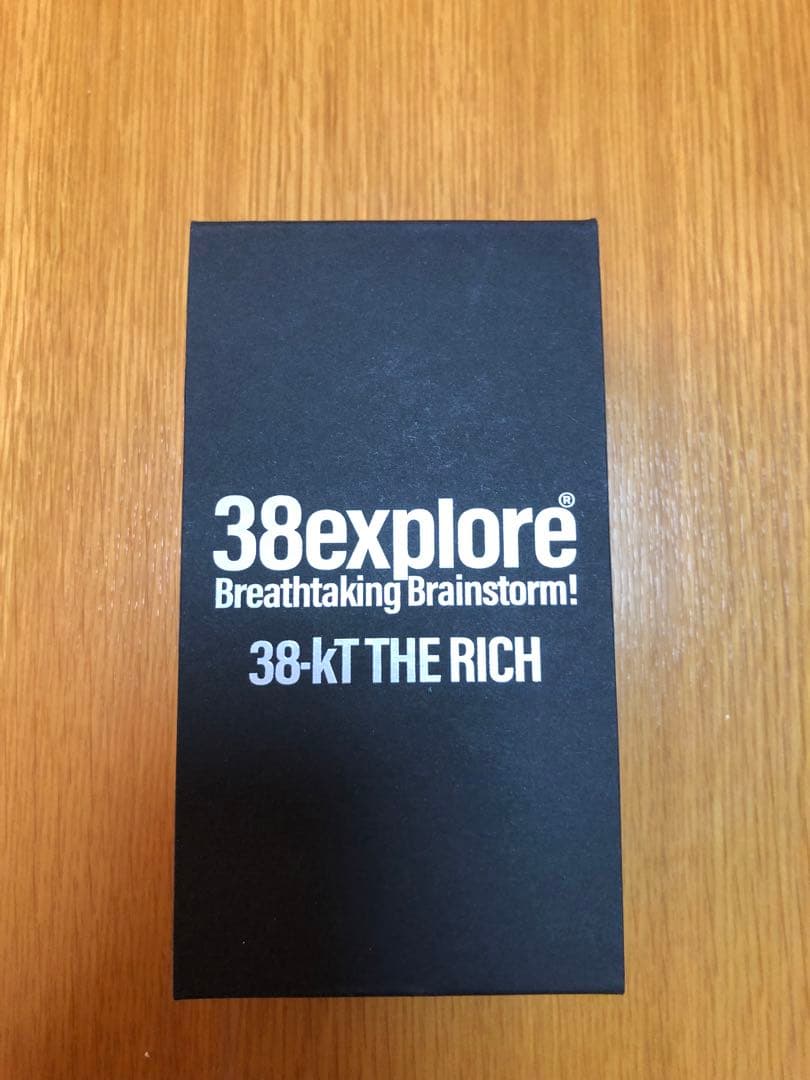 38explore®
Breathtaking Brainstorm!
38-kT THE RICH